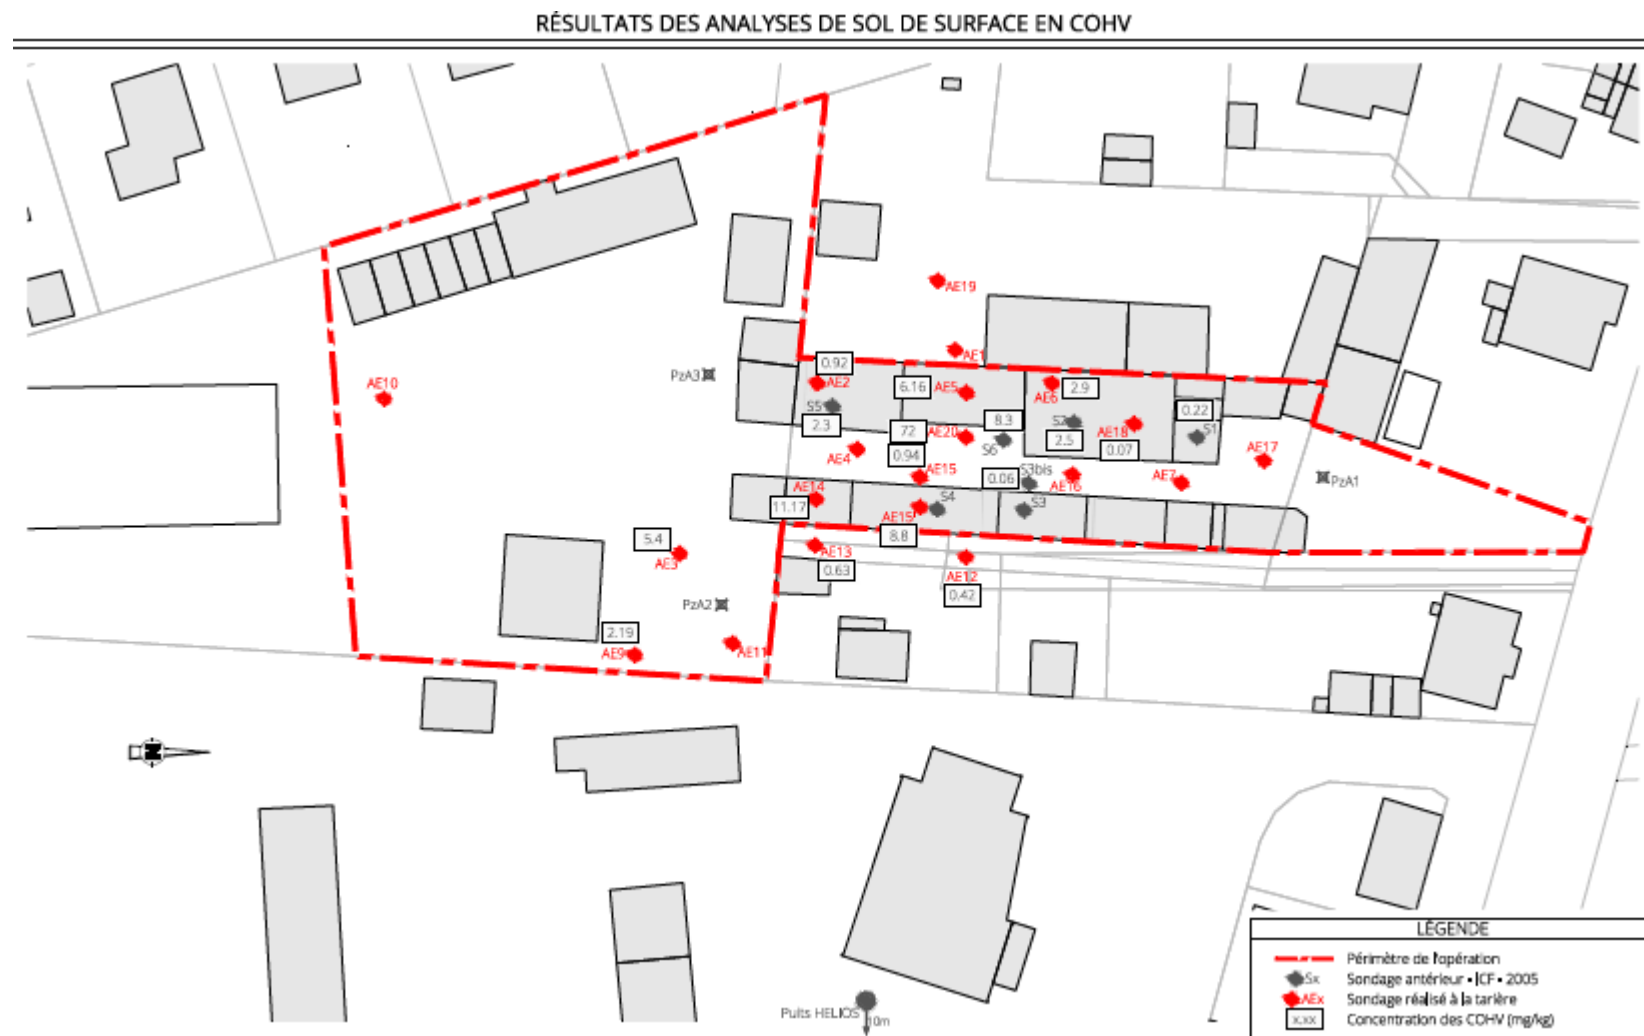 RÉSULTATS DES ANALYSES DE SOL DE SURFACE EN COHV
AE19
AE1
0.92
PzA3
AE10
AE2
6.16
AE5
AE6
2.9
S5
2.3
72
AE20
8.3
S6
S2
2.5
AE18
0.07
0.22
S1
AE4
0.94
AE15
0.06
S3bis
AE16
AE7
AE17
PzA1
AE14
11.17
AE15
S4
S3
8.8
5.4
AE3
AE13
0.63
AE12
0.42
PzA2
2.19
AE9
AE11
N
Puits HELIOS
10m
LÉGENDE
Périmètre de l'opération
Sx Sondage antérieur - ICF - 2005
AEx Sondage réalisé à la tarière
x.xx Concentration des COHV (mg/kg)